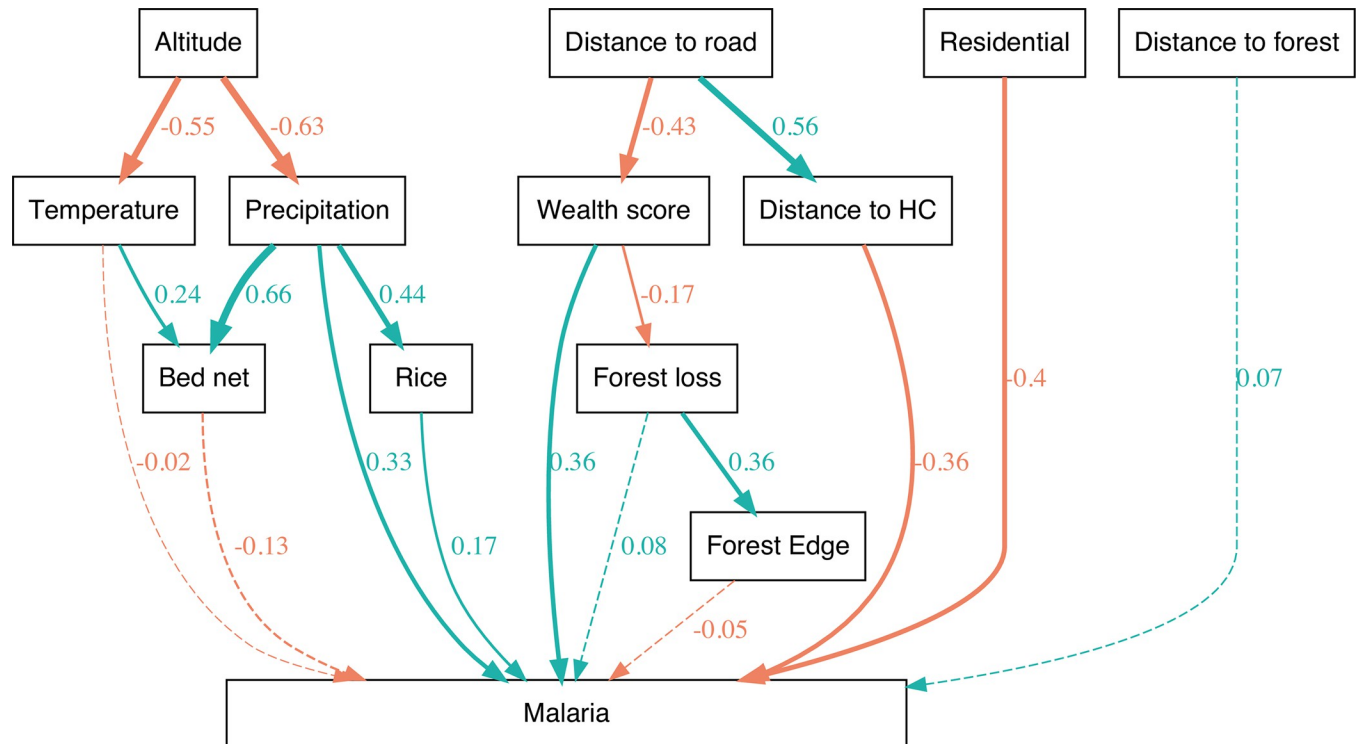 Altitude
Distance to road
Residential
Distance to forest
-0.55
-0.63
-0.43
0.56
Temperature
Precipitation
Wealth score
Distance to HC
0.24
0.66
0.44
-0.17
Bed net
Rice
Forest loss
-0.4
0.07
-0.02
0.33
0.36
0.36
-0.36
-0.13
0.17
0.08
Forest Edge
-0.05
Malaria